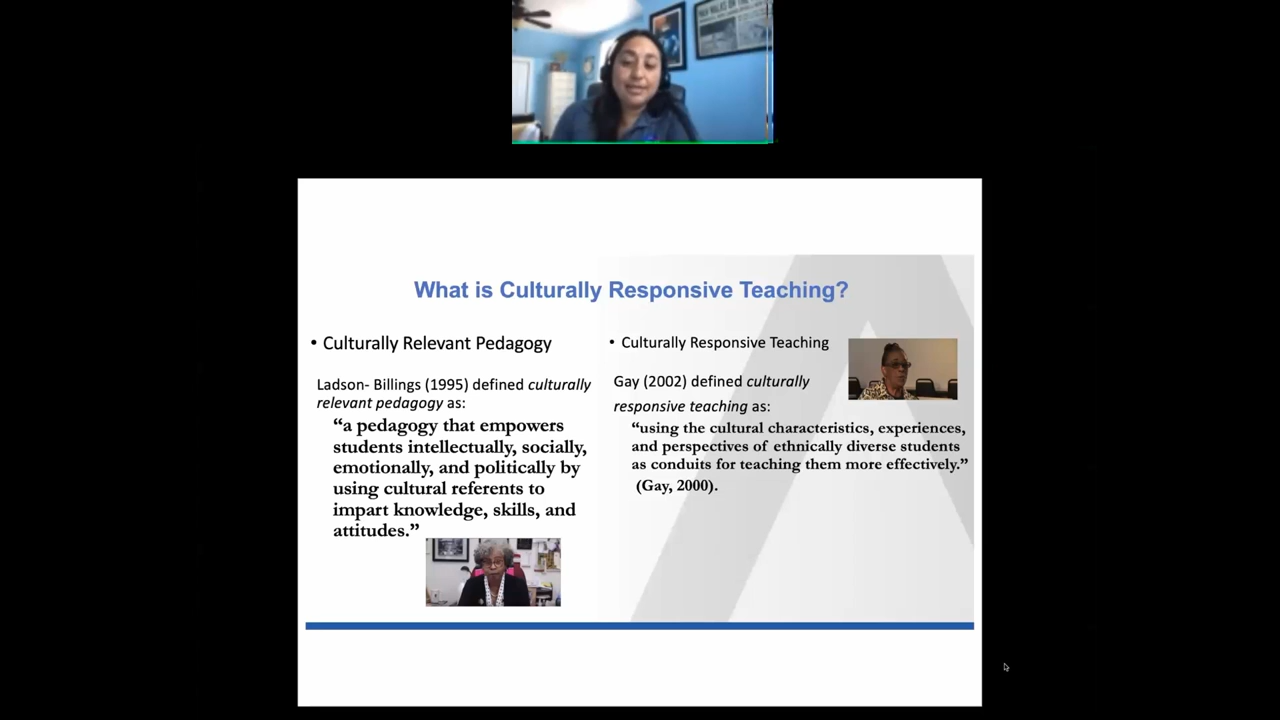 What is Culturally Responsive Teaching?
• Culturally Relevant Pedagogy
Ladson- Billings (1995) defined culturally
relevant pedagogy as:
“a pedagogy that empowers
students intellectually, socially,
emotionally, and politically by
using cultural referents to
impart knowledge, skills, and
attitudes.”
• Culturally Responsive Teaching
Gay (2002) defined culturally
responsive teaching as:
“using the cultural characteristics, experiences,
and perspectives of ethnically diverse students
as conduits for teaching them more effectively.”
(Gay, 2000).